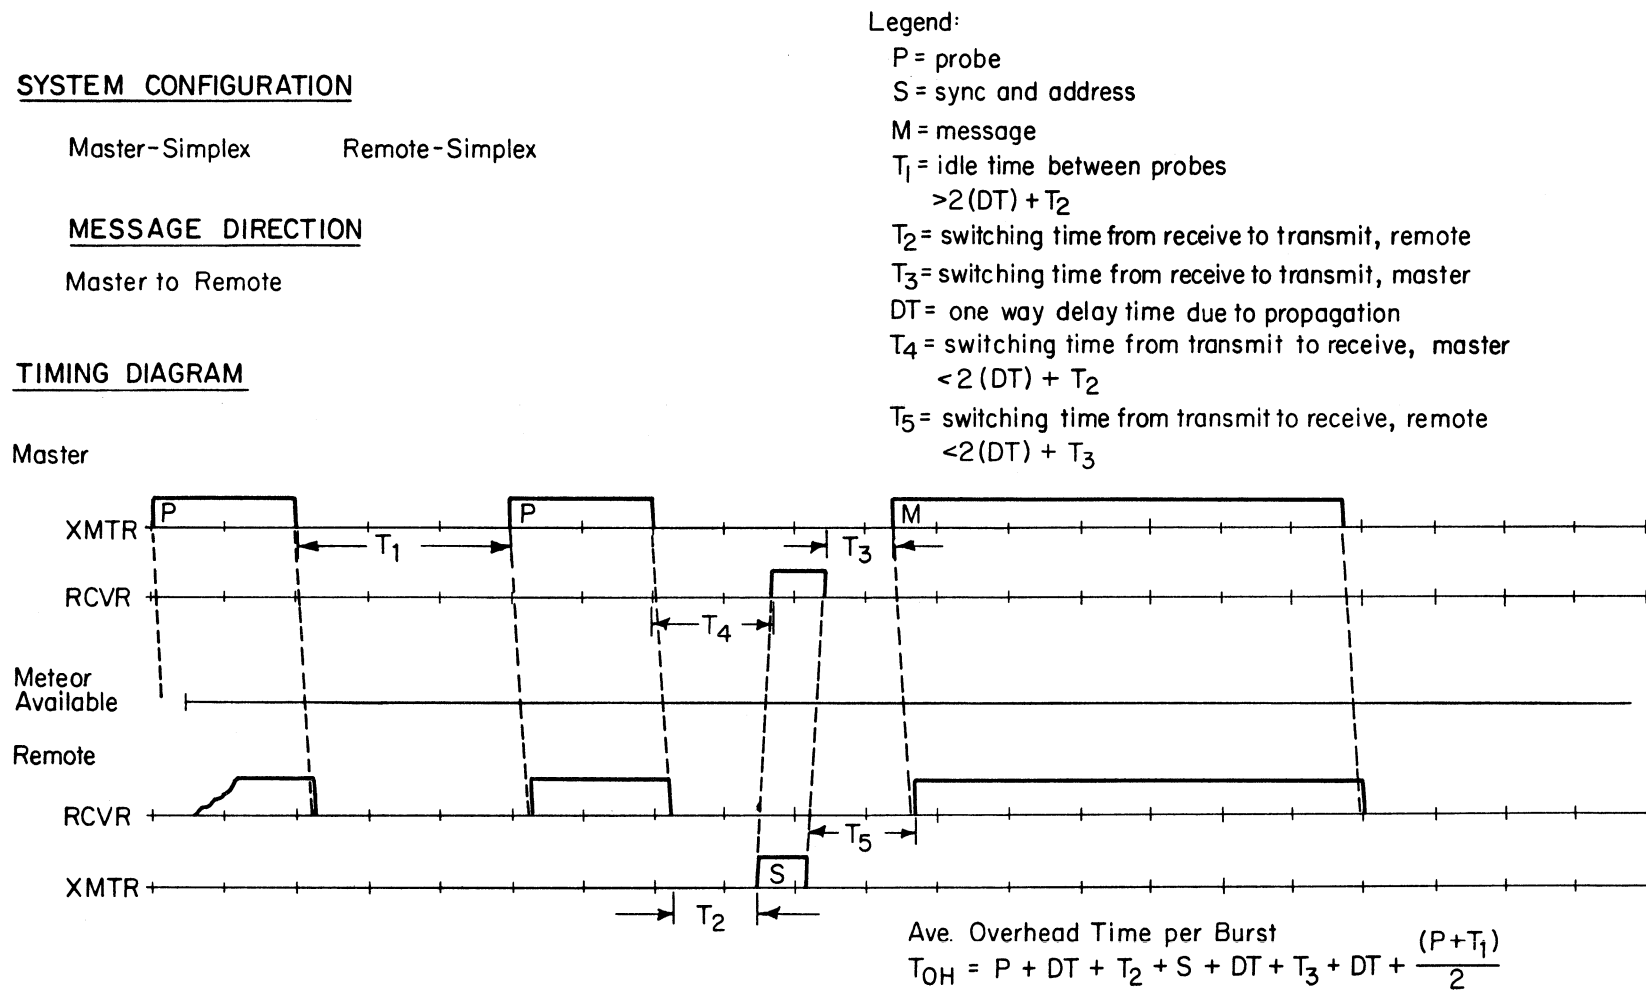 SYSTEM CONFIGURATION
Master-Simplex Remote-Simplex
MESSAGE DIRECTION
Master to Remote
Legend:
P = probe
S = sync and address
M = message
T1 = idle time between probes
>2(DT) + T2
T2 = switching time from receive to transmit, remote
T3 = switching time from receive to transmit, master
DT = one way delay time due to propagation
T4 = switching time from transmit to receive, master
<2(DT) + T2
T5 = switching time from transmit to receive, remote
<2(DT) + T3
TIMING DIAGRAM
Master
XMTR P P M
T1 T3
RCVR
T4
Meteor
Available
Remote
RCVR
T5
XMTR S
T2
Ave. Overhead Time per Burst
TOH = P + DT + T2 + S + DT + T3 + DT + (P+T1)/2